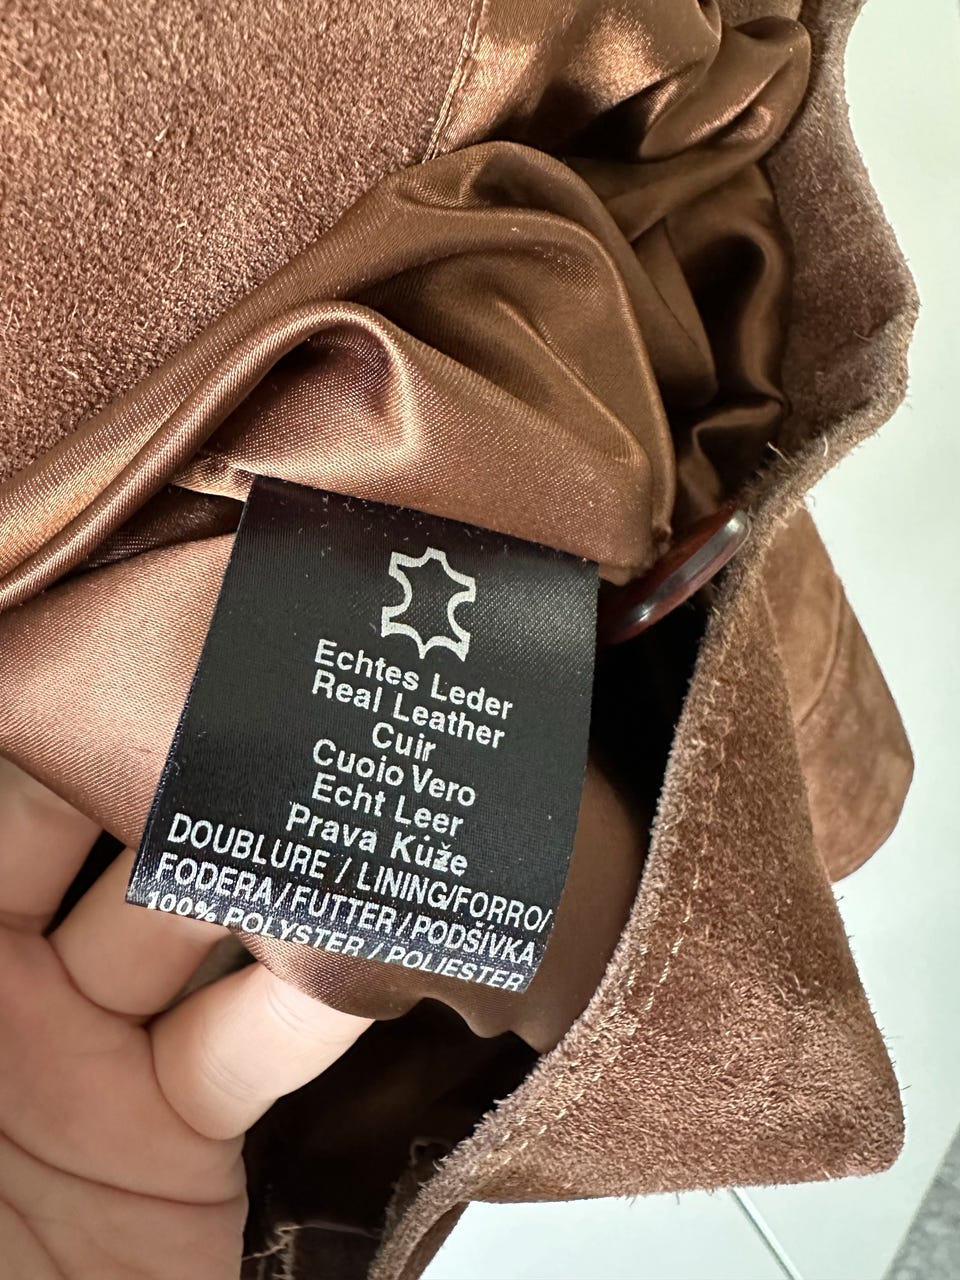 Echtes Leder
Real Leather
Cuir
Cuoio Vero
Echt Leer
Prava Kůže
DOUBLURE / LINING/FORRO/
FODERA/FUTTER/PODŠÍVKA
100% POLYSTER / POLIESTER